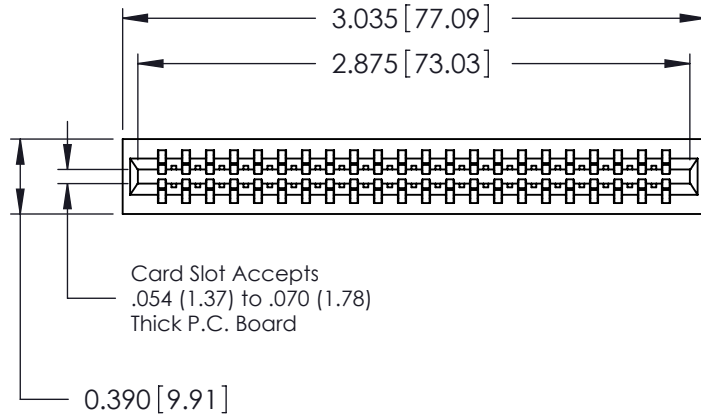 3.035 [77.09]
2.875 [73.03]
Card Slot Accepts
.054 (1.37) to .070 (1.78)
Thick P.C. Board
0.390 [9.91]